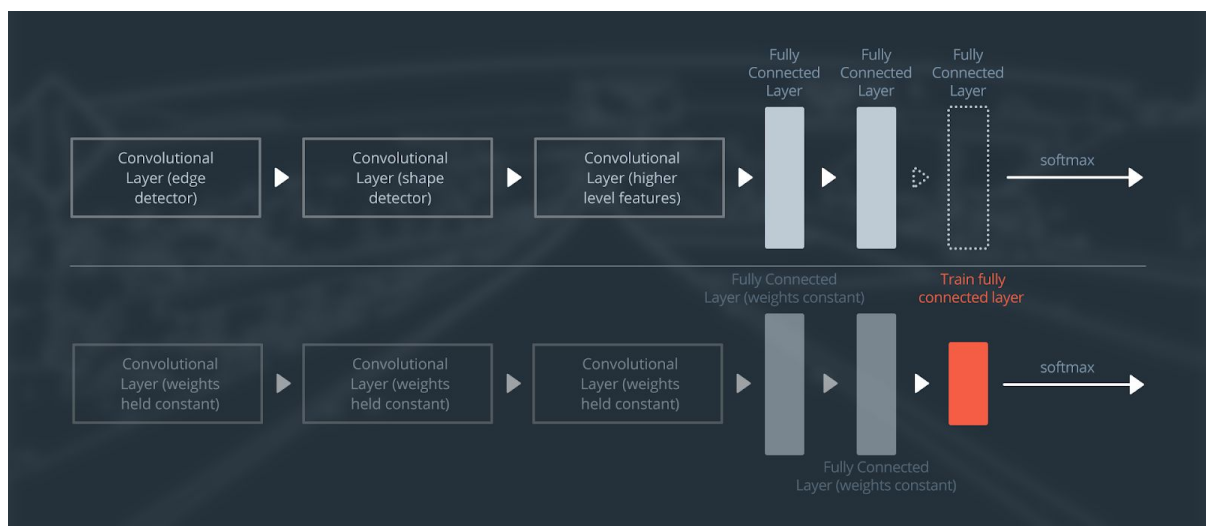 Fully
Connected
Layer
Fully
Connected
Layer
Fully
Connected
Layer
Convolutional
Layer (edge
detector)
Convolutional
Layer (shape
detector)
Convolutional
Layer (higher
level features)
softmax
Fully Connected
Layer (weights constant)
Train fully
connected layer
Convolutional
Layer (weights
held constant)
Convolutional
Layer (weights
held constant)
Convolutional
Layer (weights
held constant)
softmax
Fully Connected
Layer (weights constant)